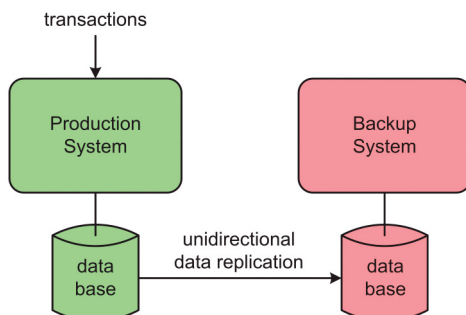 transactions
Production
System
Backup
System
unidirectional
data replication
data
base
data
base